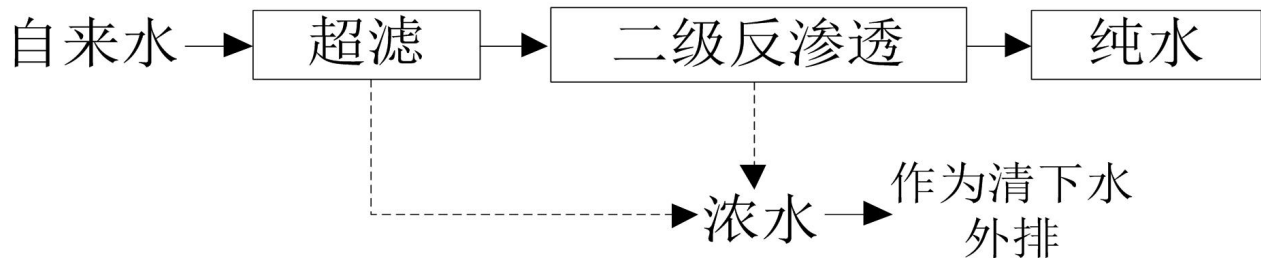 自来水
超滤
二级反渗透
纯水
浓水
作为清下水
外排